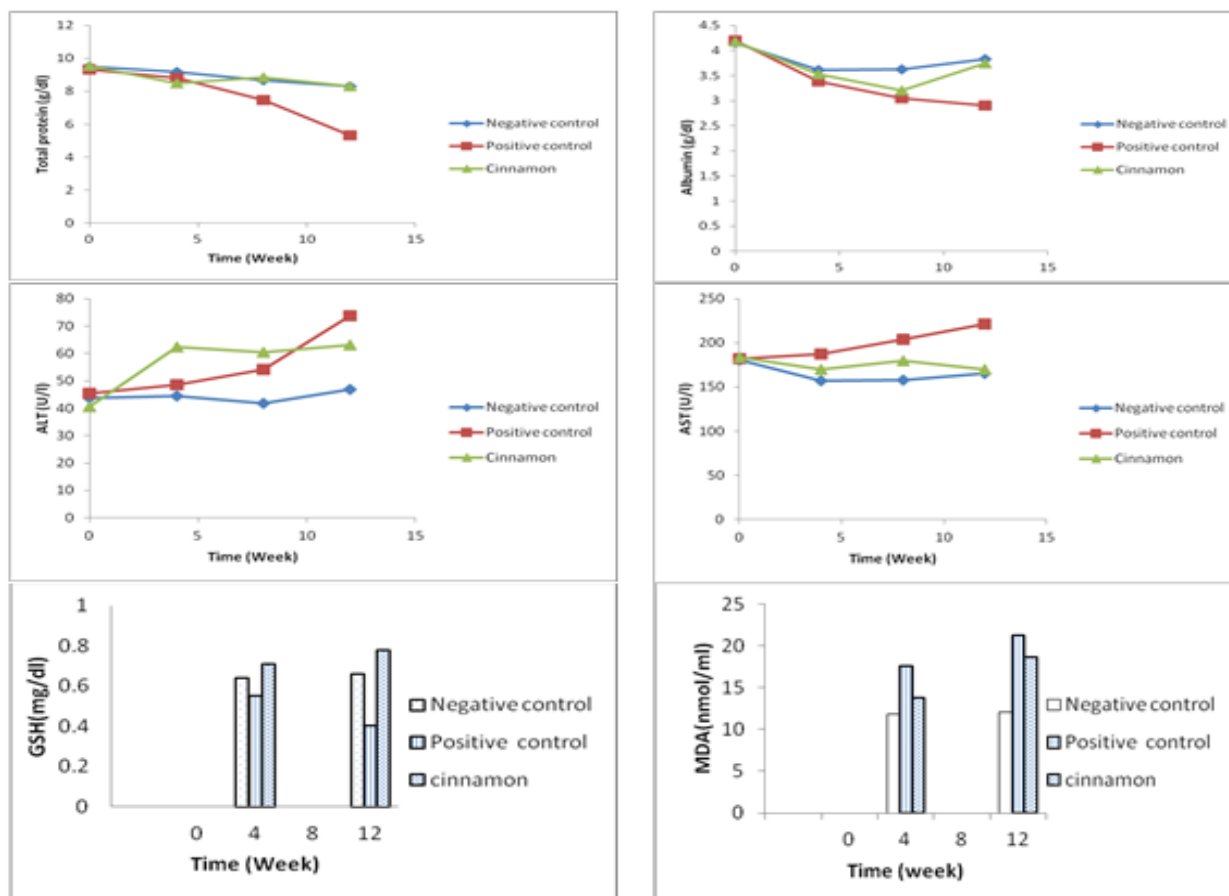 12
10
8
6
4
2
0
Total protein (g/dl)
0 5 10 15
Time (Week)
Negative control
Positive control
Cinnamon
4.5
4
3.5
3
2.5
2
1.5
1
0.5
0
Albumin (g/dl)
0 5 10 15
Time (Week)
Negative control
Positive control
Cinnamon
80
70
60
50
40
30
20
10
0
ALT (U/l)
0 5 10 15
Time (Week)
Negative control
Positive control
Cinnamon
250
200
150
100
50
0
AST (U/l)
0 5 10 15
Time (Week)
Negative control
Positive control
Cinnamon
1
0.8
0.6
0.4
0.2
0
GSH(mg/dl)
0 4 8 12
Time (Week)
Negative control
Positive control
cinnamon
25
20
15
10
5
0
MDA(nmol/ml)
0 4 8 12
Time (week)
Negative control
Positive control
cinnamon